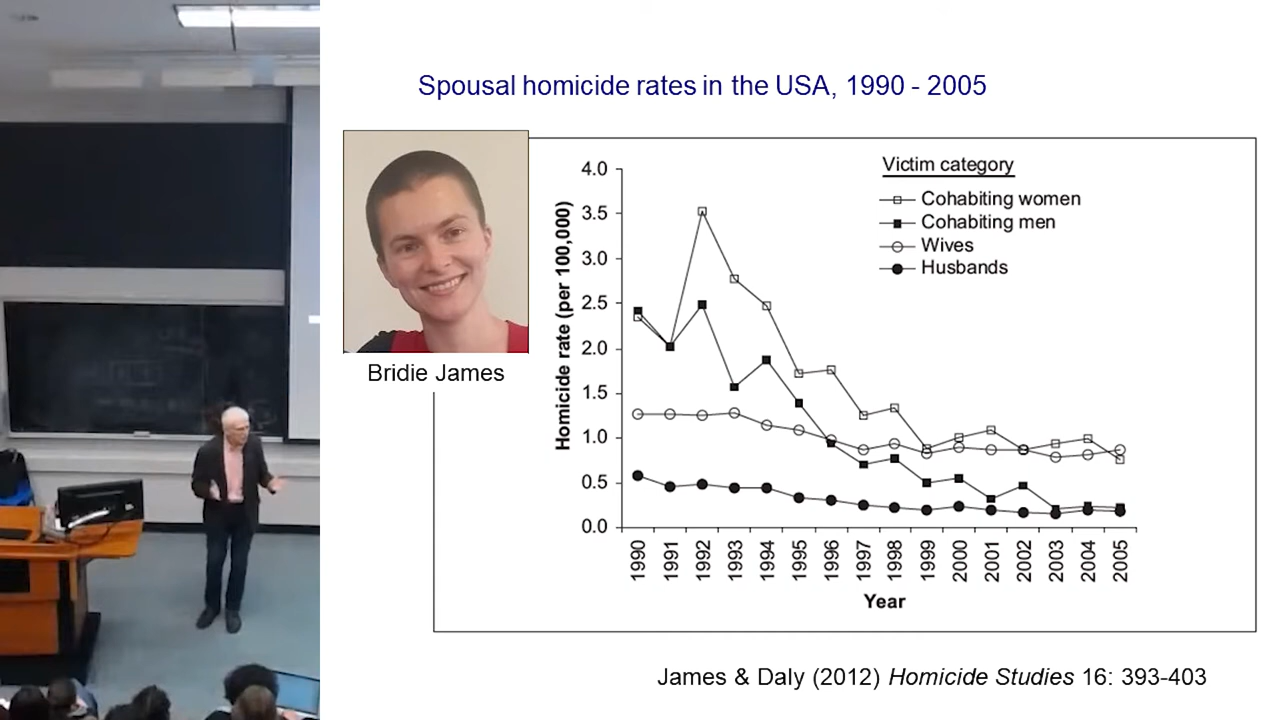 Spousal homicide rates in the USA, 1990 - 2005
Bridie James
Victim category
Cohabiting women
Cohabiting men
Wives
Husbands
Homicide rate (per 100,000)
4.0
3.5
3.0
2.5
2.0
1.5
1.0
0.5
0.0
1990
1991
1992
1993
1994
1995
1996
1997
1998
1999
2000
2001
2002
2003
2004
2005
Year
James & Daly (2012) Homicide Studies 16: 393-403